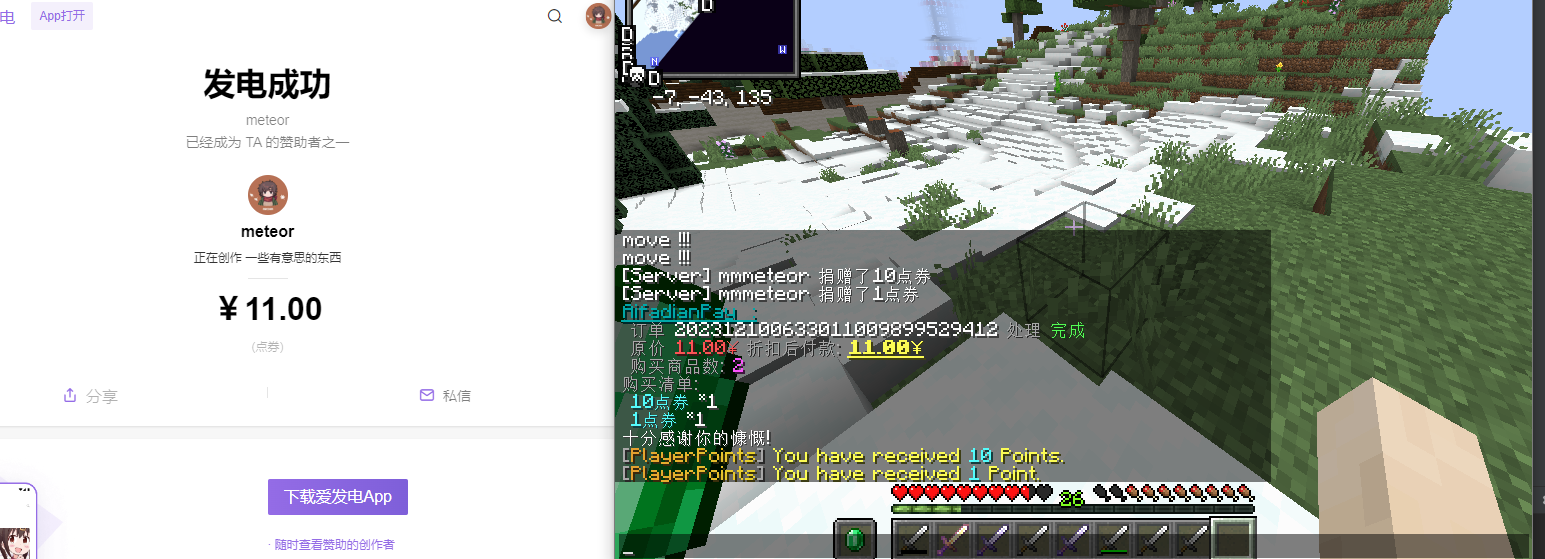 电
App打开
发电成功
meteor
已经成为 TA 的赞助者之一
meteor
正在创作 一些有意思的东西
¥ 11.00
(点券)
分享
私信
下载爱发电App
· 随时查看赞助的创作者
D
W
N
D
D
-7, -43, 135
move !!!
move !!!
[Server] mmmeteor 捐赠了10点券
[Server] mmmeteor 捐赠了1点券
AifadianPay :
订单 2023121006330110098995​29412 处理 完成
原价 11.00¥ 折扣后付款: 11.00¥
购买商品数: 2
购买清单:
10点券 *1
1点券 *1
十分感谢你的慷慨!
[PlayerPoints] You have received 10 Points.
[PlayerPoints] You have received 1 Point.
26
_